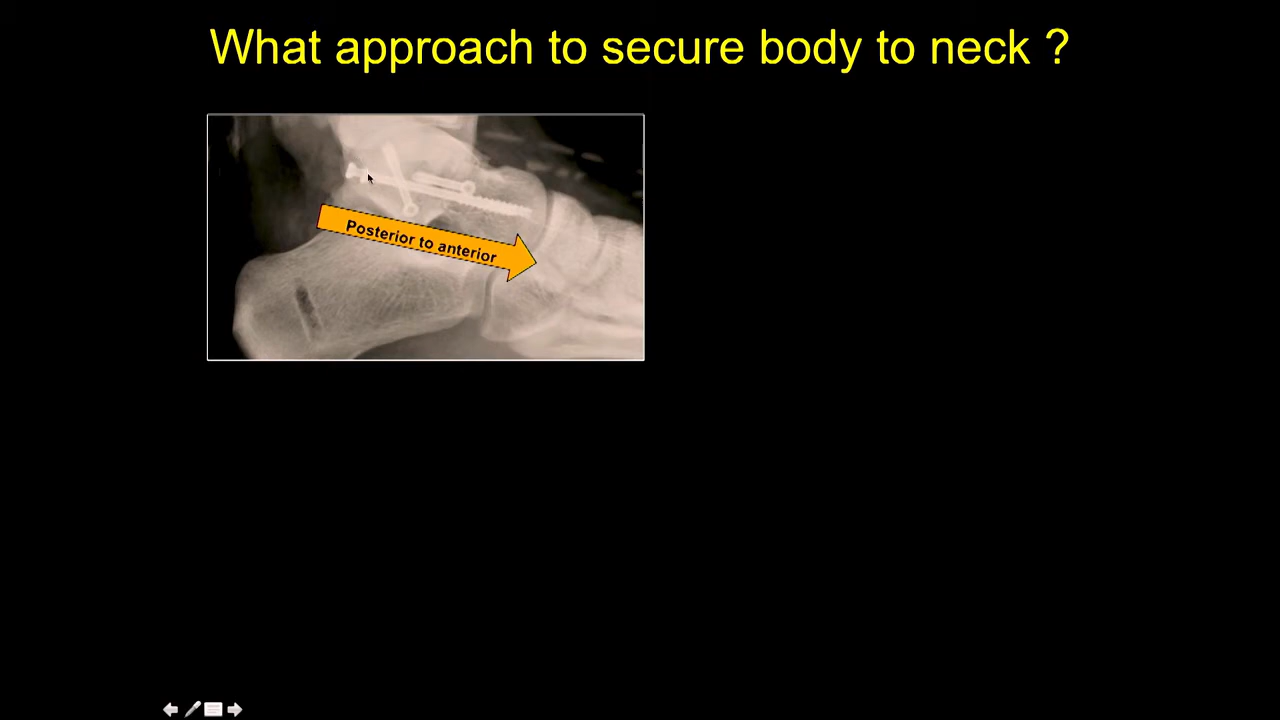 What approach to secure body to neck ?
Posterior to anterior